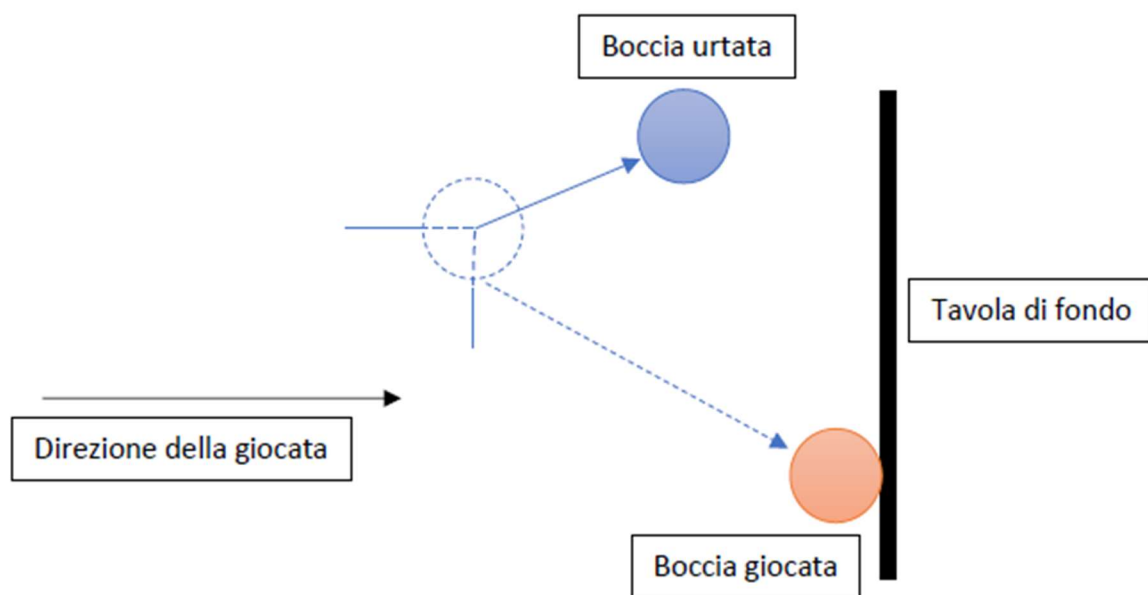 Boccia urtata
Tavola di fondo
Direzione della giocata
Boccia giocata